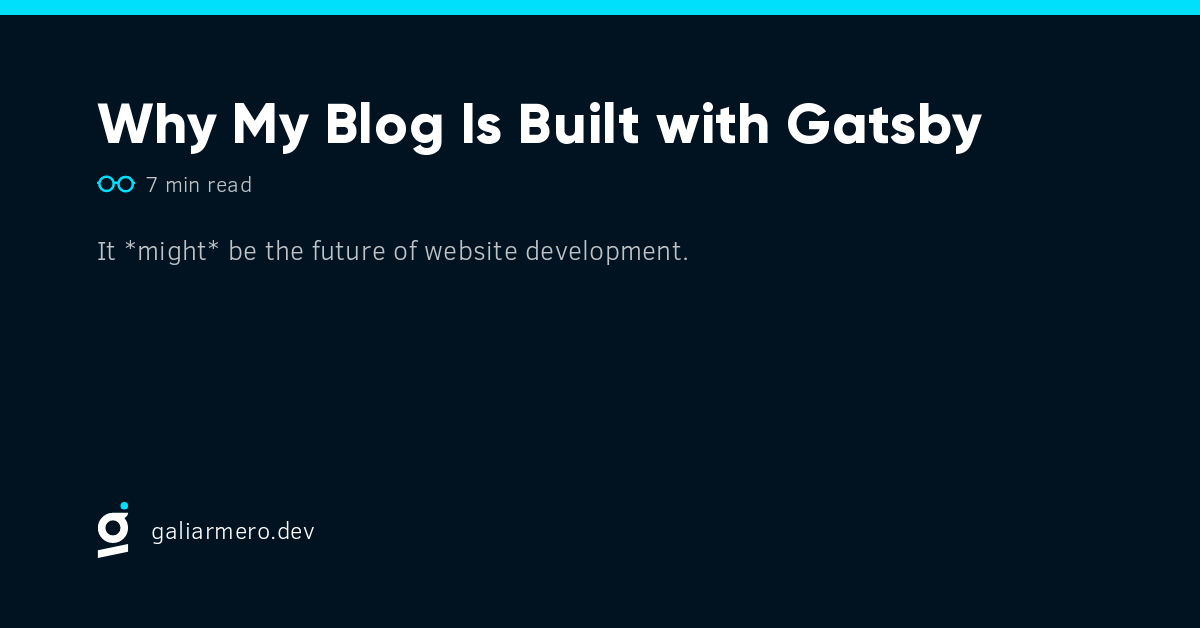 Why My Blog Is Built with Gatsby
7 min read
It *might* be the future of website development.
galiarmero.dev